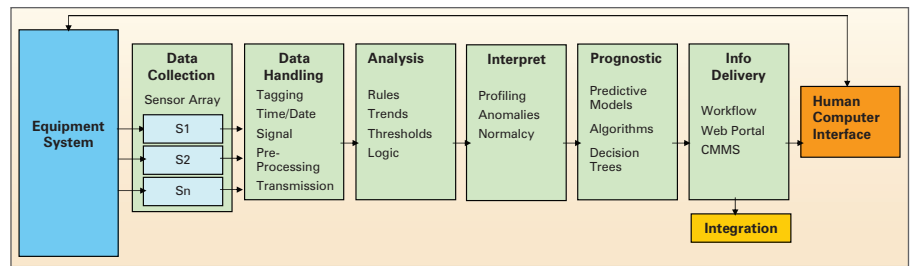 Equipment
System
Data
Collection
Sensor Array
S1
S2
Sn
Data
Handling
Tagging
Time/Date
Signal
Pre-
Processing
Transmission
Analysis
Rules
Trends
Thresholds
Logic
Interpret
Profiling
Anomalies
Normalcy
Prognostic
Predictive
Models
Algorithms
Decision
Trees
Info
Delivery
Workflow
Web Portal
CMMS
Integration
Human
Computer
Interface